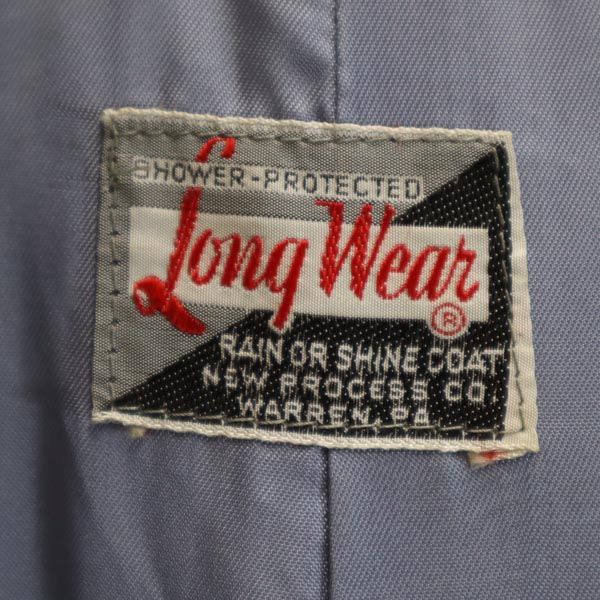 SHOWER-PROTECTED
Long Wear ®
RAIN OR SHINE COAT
NEW PROCESS CO
WARREN, PA